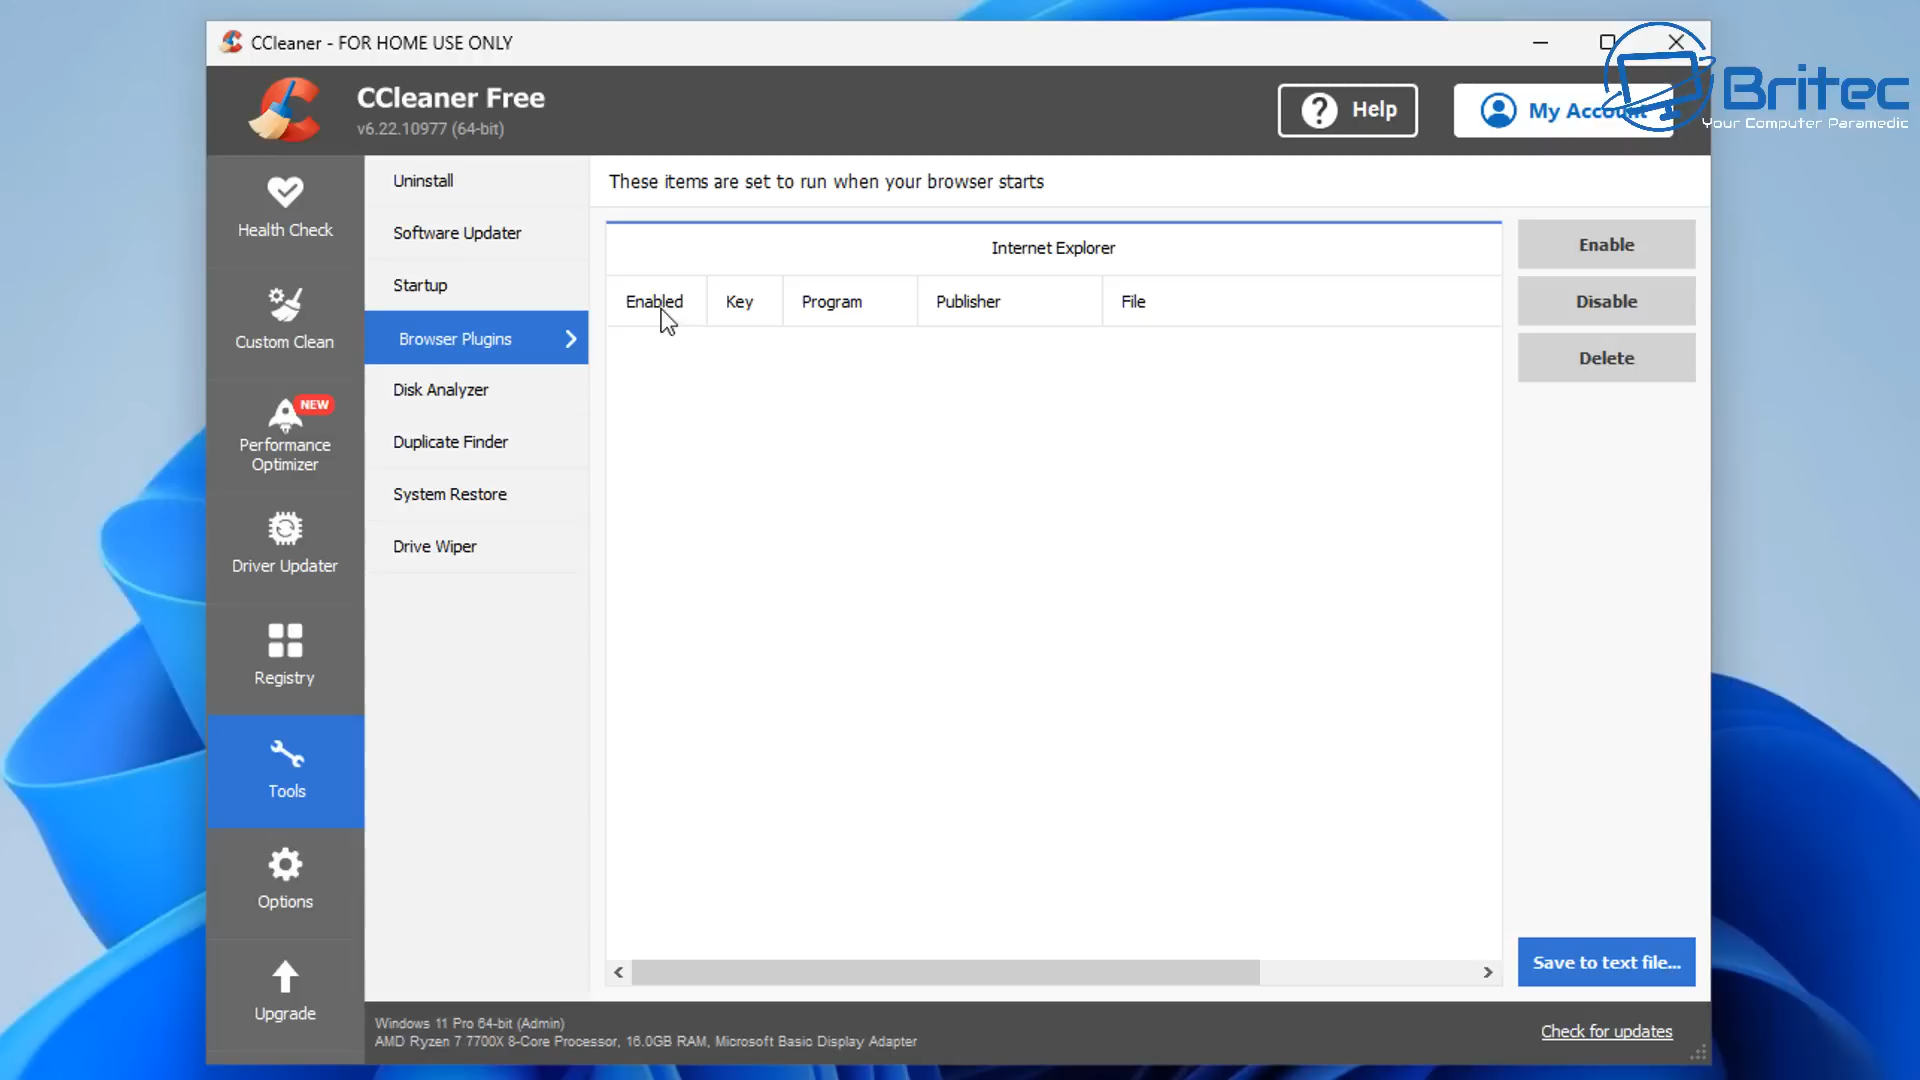 CCleaner - FOR HOME USE ONLY
CCleaner Free
v6.22.10977 (64-bit)
Help
My Account
Britec
Your Computer Paramedic
Health Check
Custom Clean
NEW
Performance
Optimizer
Driver Updater
Registry
Tools
Options
Upgrade
Uninstall
Software Updater
Startup
Browser Plugins
Disk Analyzer
Duplicate Finder
System Restore
Drive Wiper
These items are set to run when your browser starts
Internet Explorer
Enabled Key Program Publisher File
Enable
Disable
Delete
Save to text file...
Windows 11 Pro 64-bit (Admin)
AMD Ryzen 7 7700X 8-Core Processor, 16.0GB RAM, Microsoft Basic Display Adapter
Check for updates